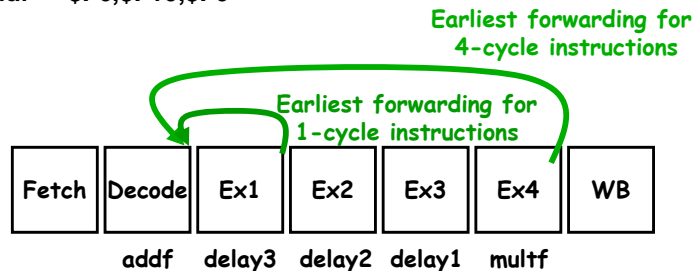 Earliest forwarding for
4-cycle instructions
Earliest forwarding for
1-cycle instructions
Fetch Decode Ex1 Ex2 Ex3 Ex4 WB
addf delay3 delay2 delay1 multf